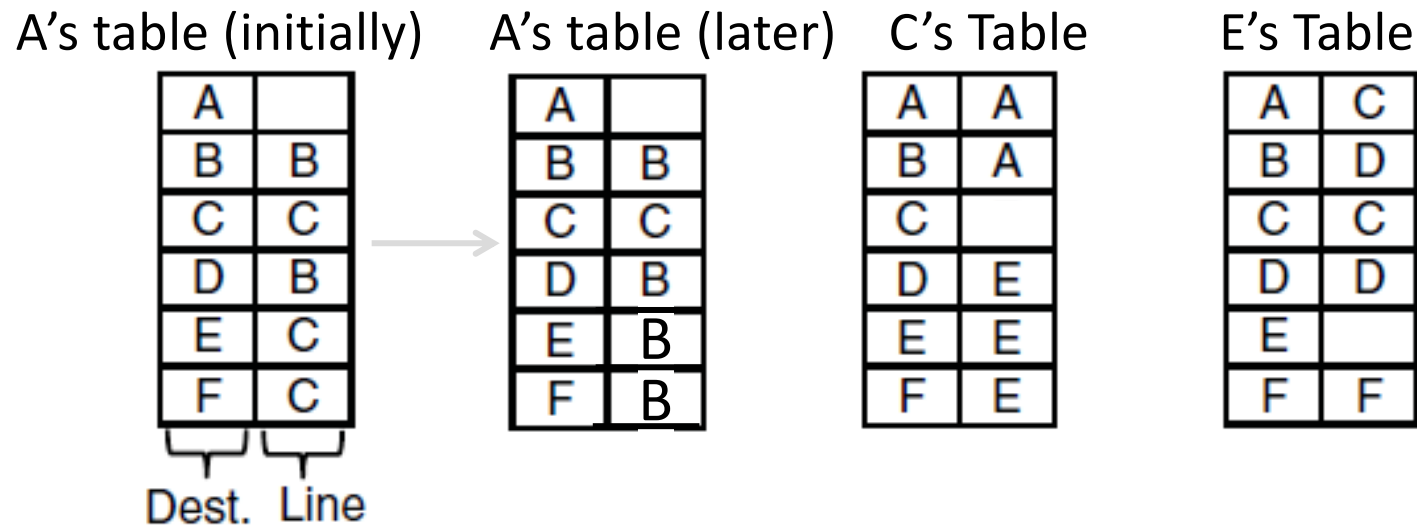 A's table (initially) A's table (later) C's Table E's Table
A A A A A C
B B B B B A B D
C C C C C C C
D B D B D E D D
E C E B E E E
F C F B F E F F
Dest. Line